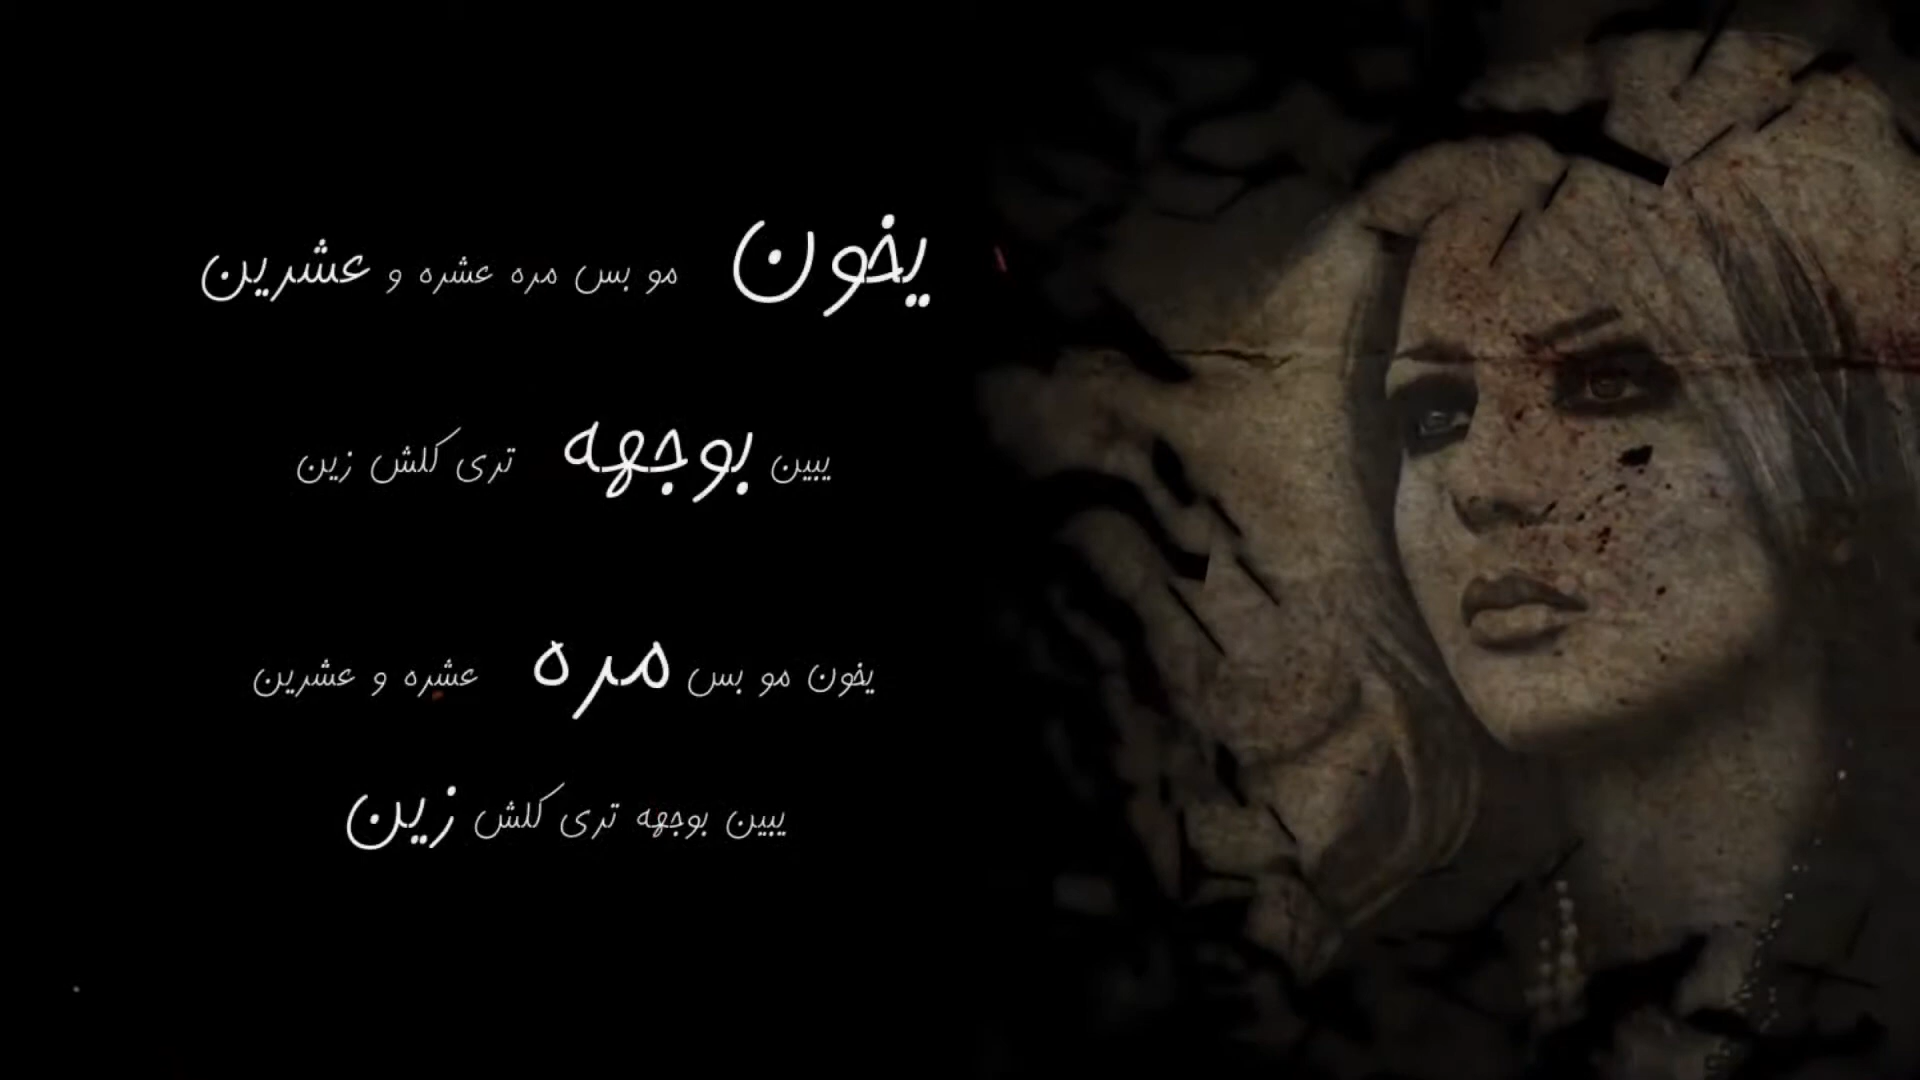 يخون مو بس مره عشره و عشرين
يبين بوجهه ترى كلش زين
يخون مو بس مره عشره و عشرين
يبين بوجهه ترى كلش زين